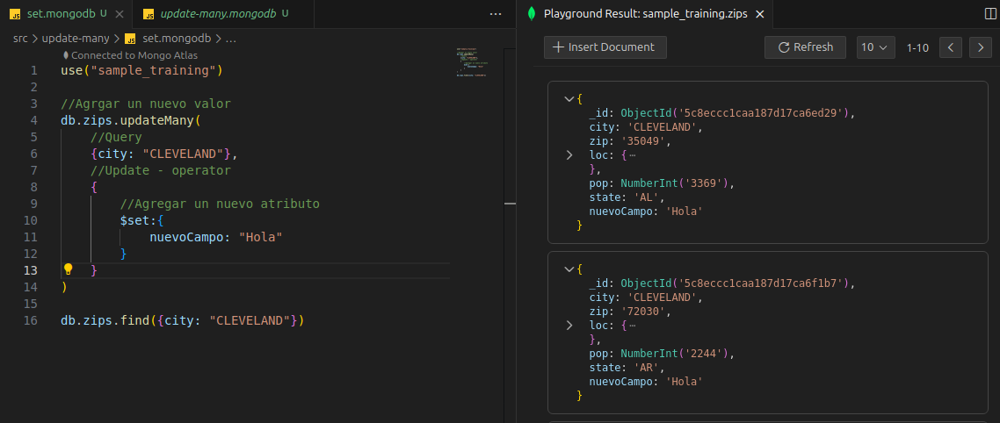 set.mongodb U
update-many.mongodb U
src > update-many > JS set.mongodb > ...
Connected to Mongo Atlas
1 use("sample_training")
2
3 //Agrgar un nuevo valor
4 db.zips.updateMany(
5 //Query
6 {city: "CLEVELAND"},
7 //Update - operator
8 {
9 //Agregar un nuevo atributo
10 $set:{
11 nuevoCampo: "Hola"
12 }
13 }
14 )
15
16 db.zips.find({city: "CLEVELAND"})
Playground Result: sample_training.zips
Insert Document Refresh 10 1-10
{
_id: ObjectId('5c8eccc1caa187d17ca6ed29'),
city: 'CLEVELAND',
zip: '35049',
loc: {…
},
pop: NumberInt('3369'),
state: 'AL',
nuevoCampo: 'Hola'
}
{
_id: ObjectId('5c8eccc1caa187d17ca6f1b7'),
city: 'CLEVELAND',
zip: '72030',
loc: {…
},
pop: NumberInt('2244'),
state: 'AR',
nuevoCampo: 'Hola'
}